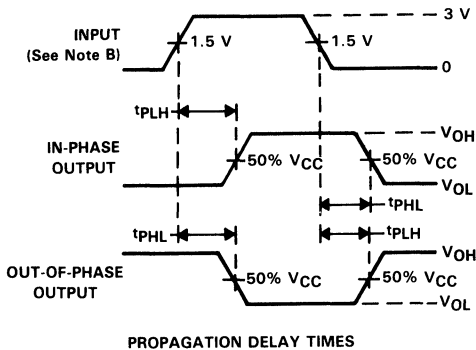 3 V
INPUT
(See Note B)
1.5 V
1.5 V
0
tPLH
IN-PHASE
OUTPUT
50% VCC
50% VCC
VOH
VOL
tPHL
tPHL
tPLH
OUT-OF-PHASE
OUTPUT
50% VCC
50% VCC
VOH
VOL
PROPAGATION DELAY TIMES